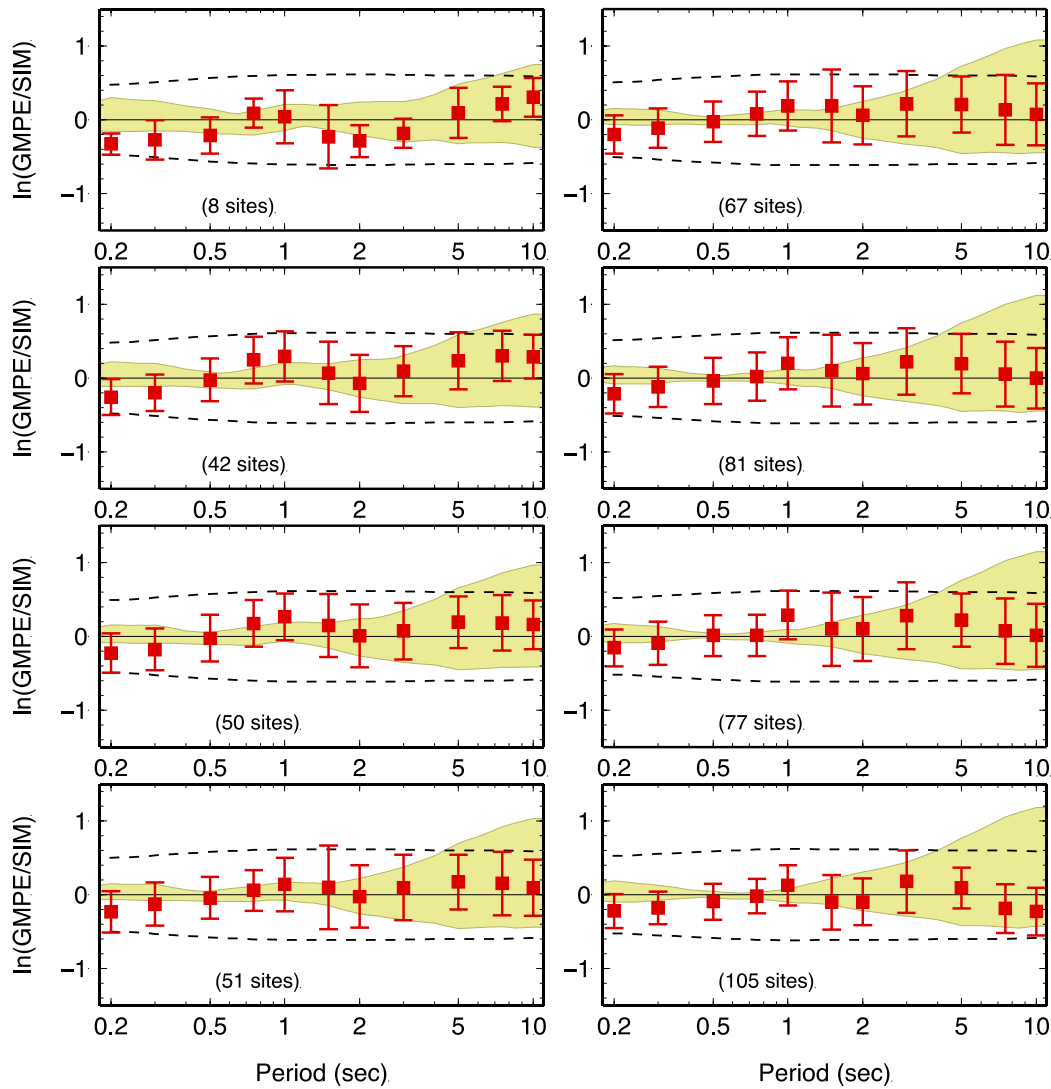 ln(GMPE/SIM)
1
0
−1
(8 sites)
0.2 0.5 1 2 5 10
1
0
−1
(67 sites)
0.2 0.5 1 2 5 10
ln(GMPE/SIM)
1
0
−1
(42 sites)
0.2 0.5 1 2 5 10
1
0
−1
(81 sites)
0.2 0.5 1 2 5 10
ln(GMPE/SIM)
1
0
−1
(50 sites)
0.2 0.5 1 2 5 10
1
0
−1
(77 sites)
0.2 0.5 1 2 5 10
ln(GMPE/SIM)
1
0
−1
(51 sites)
0.2 0.5 1 2 5 10
Period (sec)
1
0
−1
(105 sites)
0.2 0.5 1 2 5 10
Period (sec)